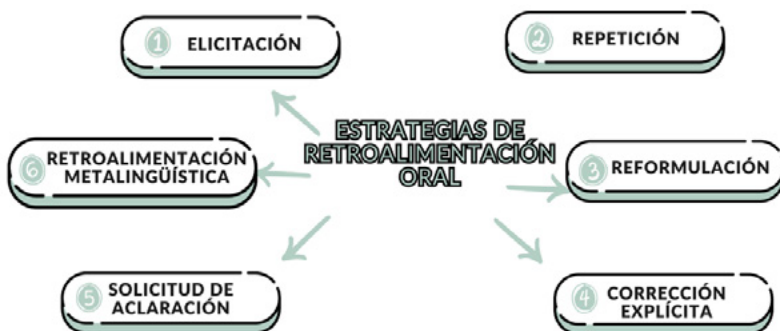 ESTRATEGIAS DE
RETROALIMENTACIÓN
ORAL
1 ELICITACIÓN
2 REPETICIÓN
3 REFORMULACIÓN
4 CORRECCIÓN
EXPLÍCITA
5 SOLICITUD DE
ACLARACIÓN
6 RETROALIMENTACIÓN
METALINGÜÍSTICA